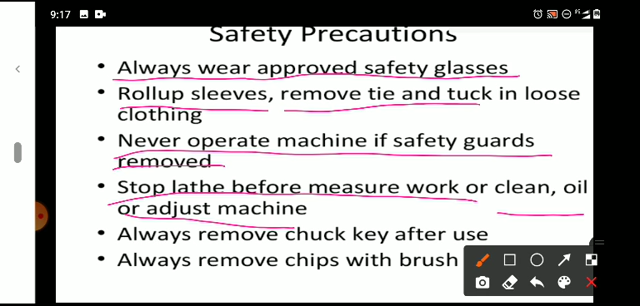 9:17
Safety Precautions
• Always wear approved safety glasses
• Rollup sleeves, remove tie and tuck in loose
clothing
• Never operate machine if safety guards
removed
• Stop lathe before measure work or clean, oil
or adjust machine
• Always remove chuck key after use
• Always remove chips with brush